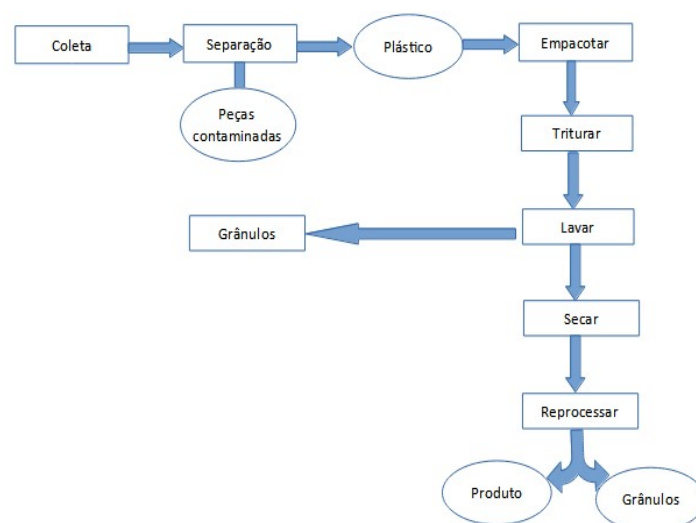 Coleta
Separação
Plástico
Empacotar
Peças
contaminadas
Triturar
Grânulos
Lavar
Secar
Reprocessar
Produto
Grânulos